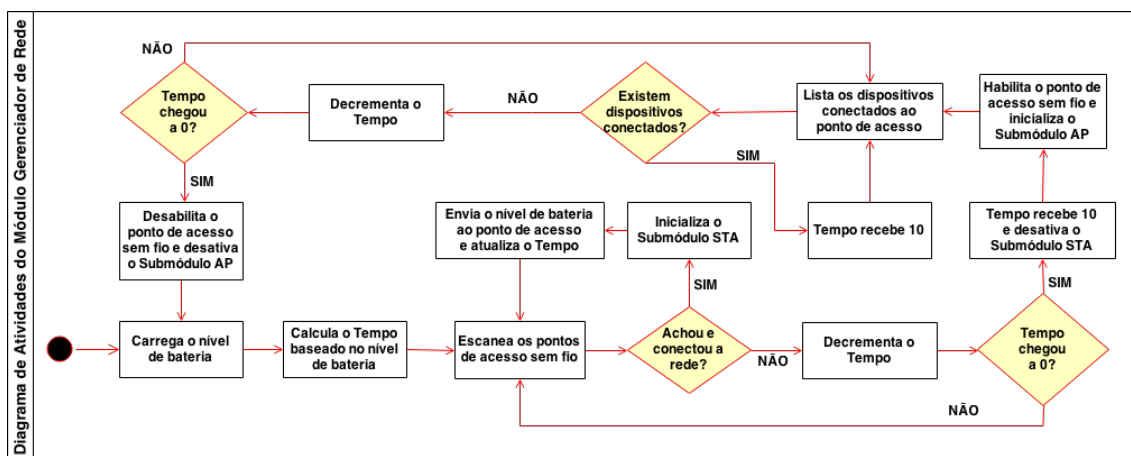 Diagrama de Atividades do Módulo Gerenciador de Rede
NÃO
Tempo
chegou
a 0?
Decrementa o
Tempo
NÃO
Existem
dispositivos
conectados?
Lista os dispositivos
conectados ao
ponto de acesso
Habilita o ponto de
acesso sem fio e
inicializa o
Submódulo AP
SIM
SIM
Desabilita o
ponto de acesso
sem fio e desativa
o Submódulo AP
Envia o nível de bateria
ao ponto de acesso
e atualiza o Tempo
Inicializa o
Submódulo STA
Tempo recebe 10
Tempo recebe 10
e desativa o
Submódulo STA
SIM
SIM
Carrega o nível
de bateria
Calcula o Tempo
baseado no nível
de bateria
Escanea os pontos
de acesso sem fio
Achou e
conectou a
rede?
NÃO
Decrementa o
Tempo
Tempo
chegou
a 0?
NÃO